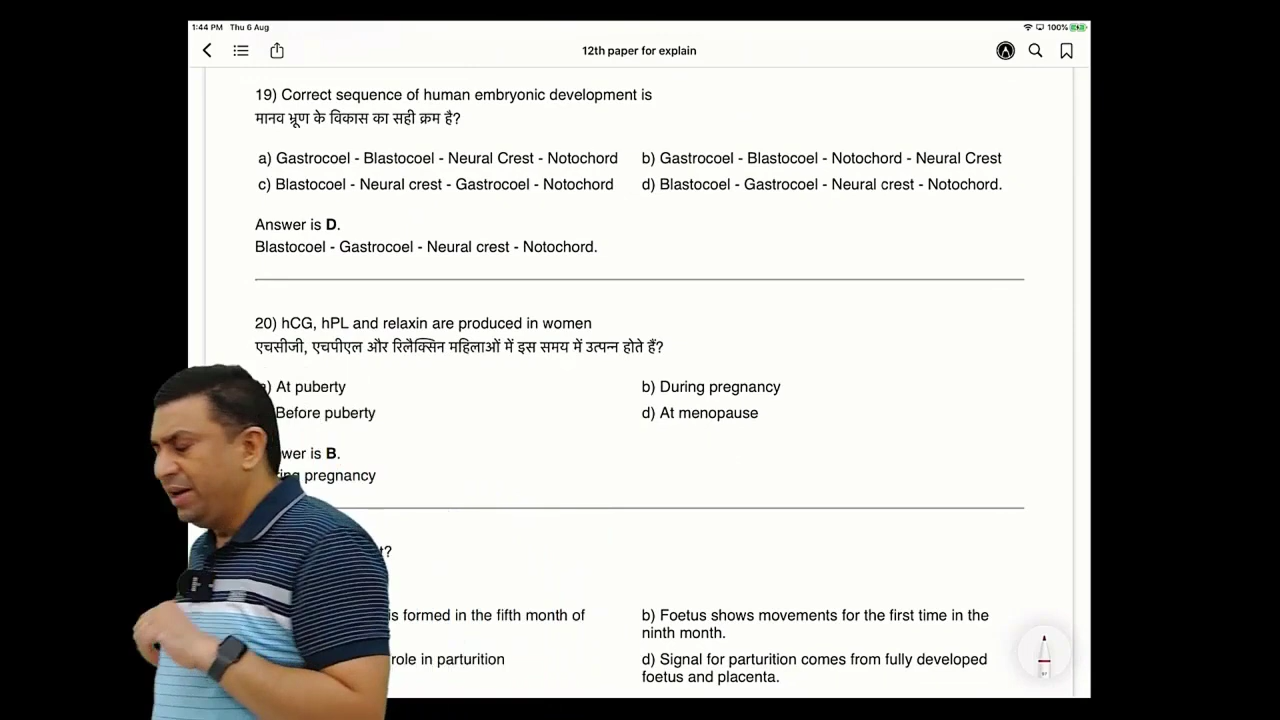 1:44 PM Thu 6 Aug
100%
12th paper for explain
19) Correct sequence of human embryonic development is
मानव भ्रूण के विकास का सही क्रम है?
a) Gastrocoel - Blastocoel - Neural Crest - Notochord
b) Gastrocoel - Blastocoel - Notochord - Neural Crest
c) Blastocoel - Neural crest - Gastrocoel - Notochord
d) Blastocoel - Gastrocoel - Neural crest - Notochord.
Answer is D.
Blastocoel - Gastrocoel - Neural crest - Notochord.
20) hCG, hPL and relaxin are produced in women
एचसीजी, एचपीएल और रिलैक्सिन महिलाओं में इस समय में उत्पन्न होते हैं?
) At puberty
b) During pregnancy
Before puberty
d) At menopause
is B.
pregnancy
?
is formed in the fifth month of
b) Foetus shows movements for the first time in the
ninth month.
role in parturition
d) Signal for parturition comes from fully developed
foetus and placenta.